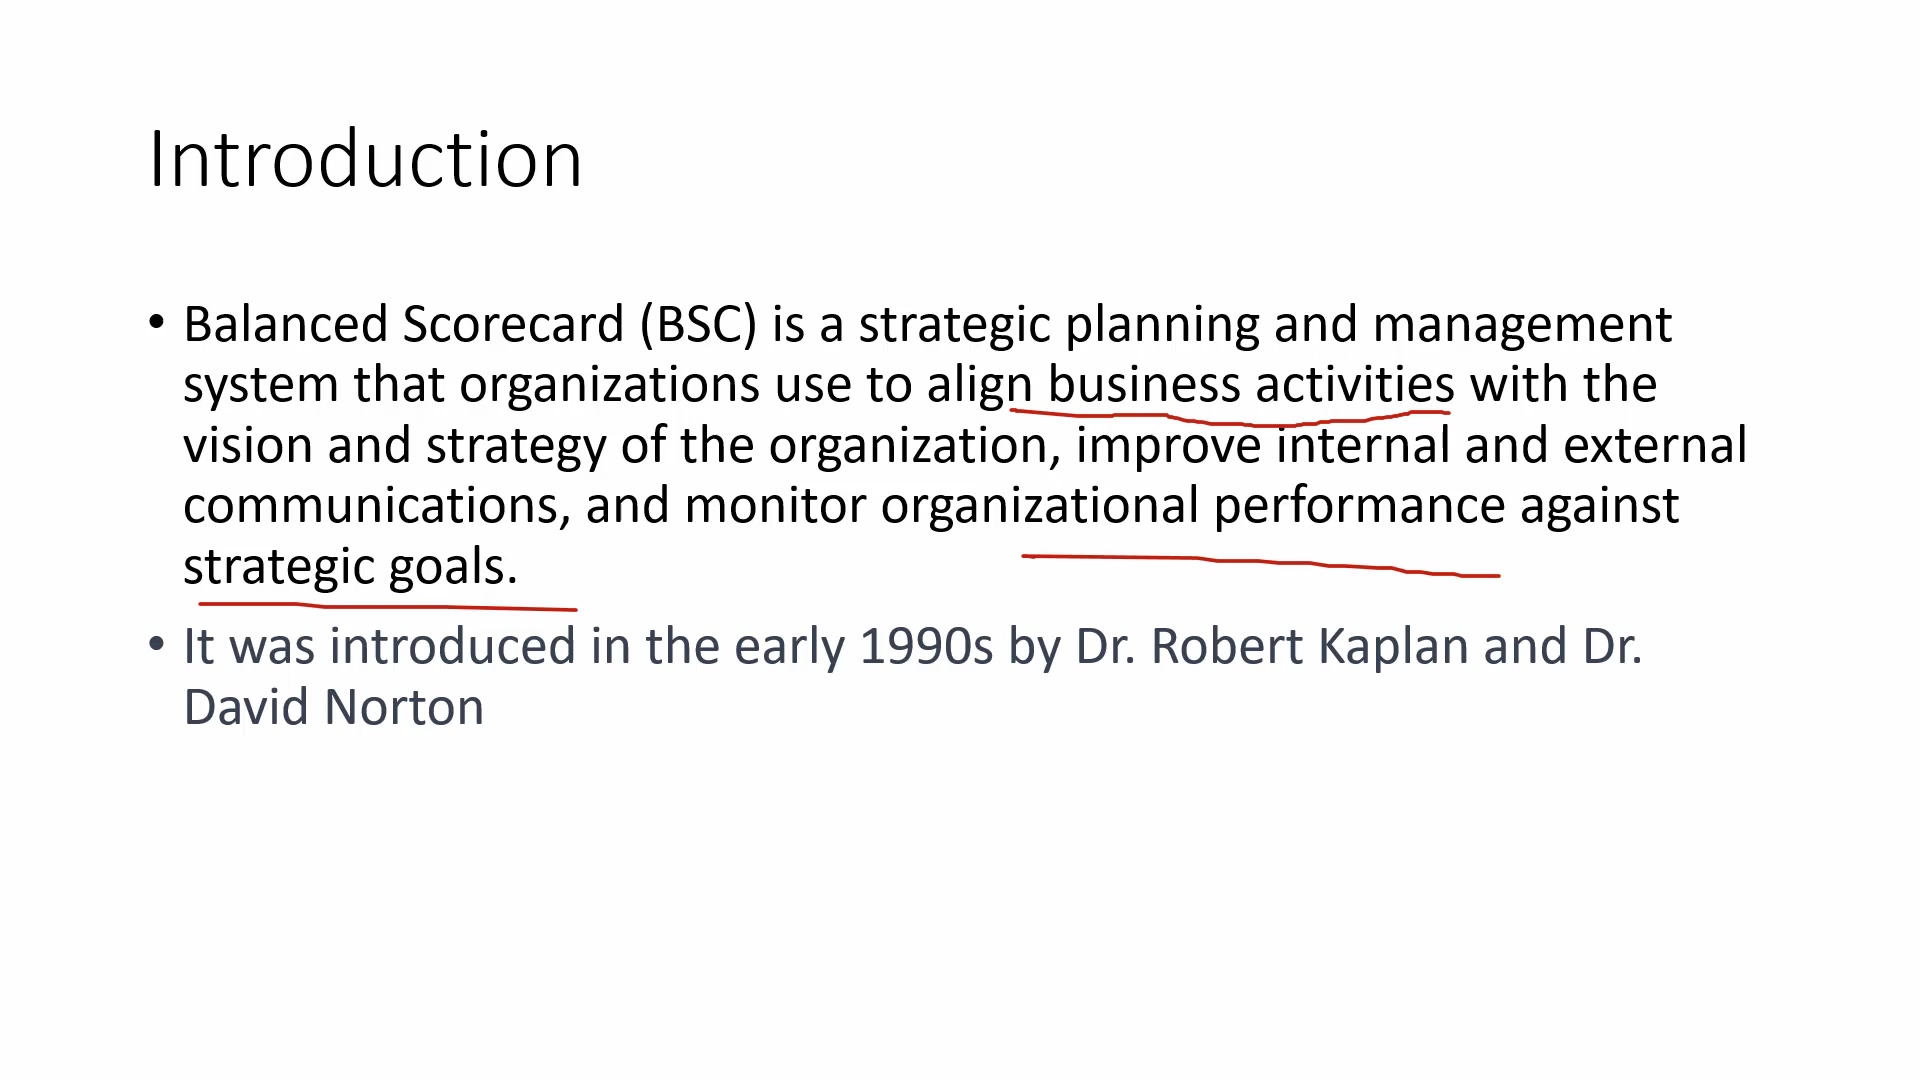 Introduction
• Balanced Scorecard (BSC) is a strategic planning and management
system that organizations use to align business activities with the
vision and strategy of the organization, improve internal and external
communications, and monitor organizational performance against
strategic goals.
• It was introduced in the early 1990s by Dr. Robert Kaplan and Dr.
David Norton